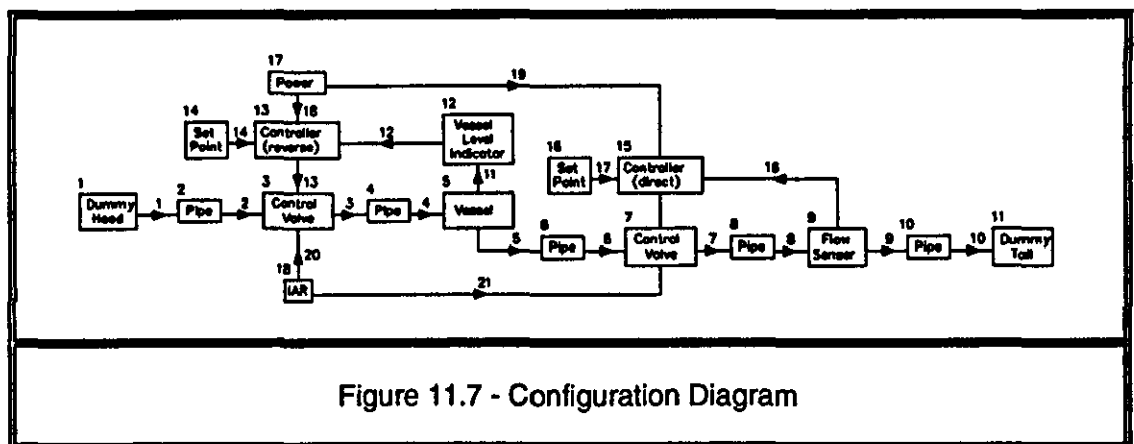 17
Power
19
14
Set
Point
14
13
Controller
(reverse)
18
12
12
Vessel
Level
Indicator
16
Set
Point
17
15
Controller
(direct)
16
11
1
Dummy
Head
1
2
Pipe
2
3
Control
Valve
13
3
4
Pipe
4
5
Vessel
5
6
Pipe
6
7
Control
Valve
7
8
Pipe
8
9
Flow
Sensor
9
10
Pipe
10
11
Dummy
Tail
20
18
IAR
21
Figure 11.7 - Configuration Diagram